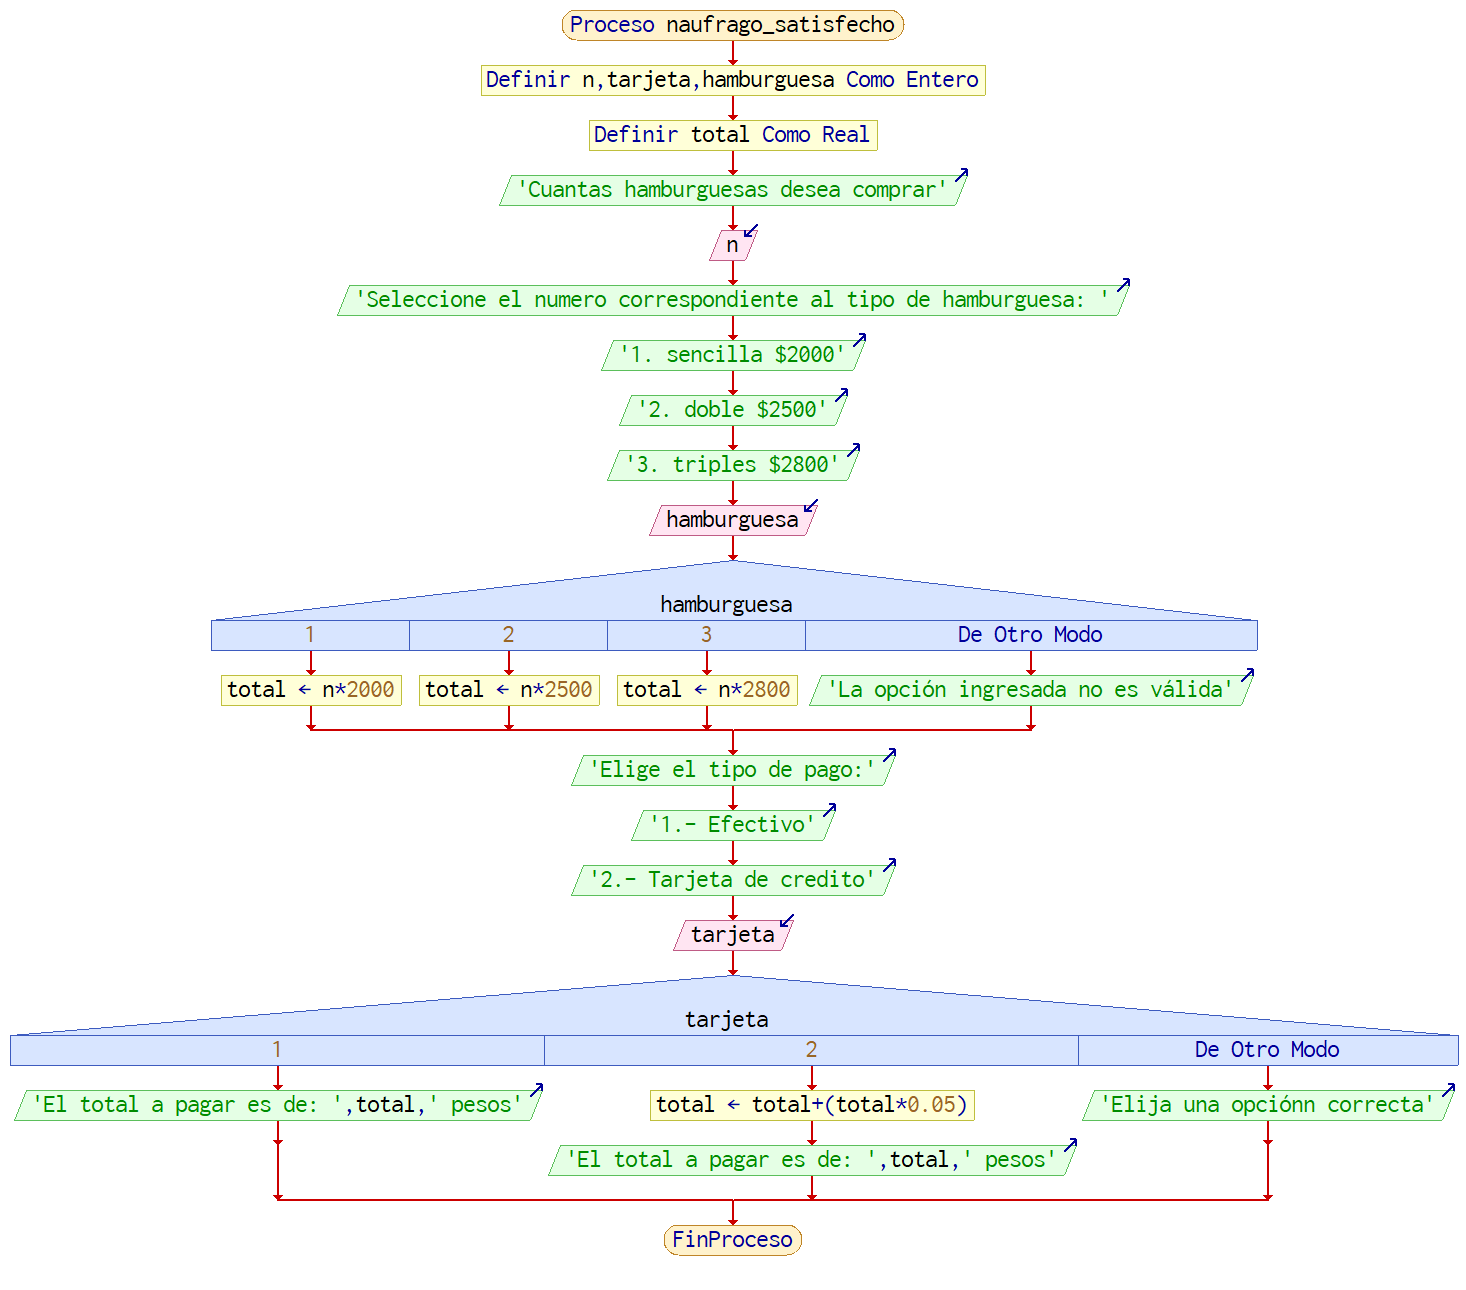 Proceso naufrago_satisfecho
Definir n,tarjeta,hamburguesa Como Entero
Definir total Como Real
'Cuantas hamburguesas desea comprar'
n
'Seleccione el numero correspondiente al tipo de hamburguesa: '
'1. sencilla $2000'
'2. doble $2500'
'3. triples $2800'
hamburguesa
hamburguesa
1 2 3 De Otro Modo
total ← n*2000 total ← n*2500 total ← n*2800 'La opción ingresada no es válida'
'Elige el tipo de pago:'
'1.- Efectivo'
'2.- Tarjeta de credito'
tarjeta
tarjeta
1 2 De Otro Modo
'El total a pagar es de: ',total,' pesos' total ← total+(total*0.05) 'Elija una opciónn correcta'
'El total a pagar es de: ',total,' pesos'
FinProceso